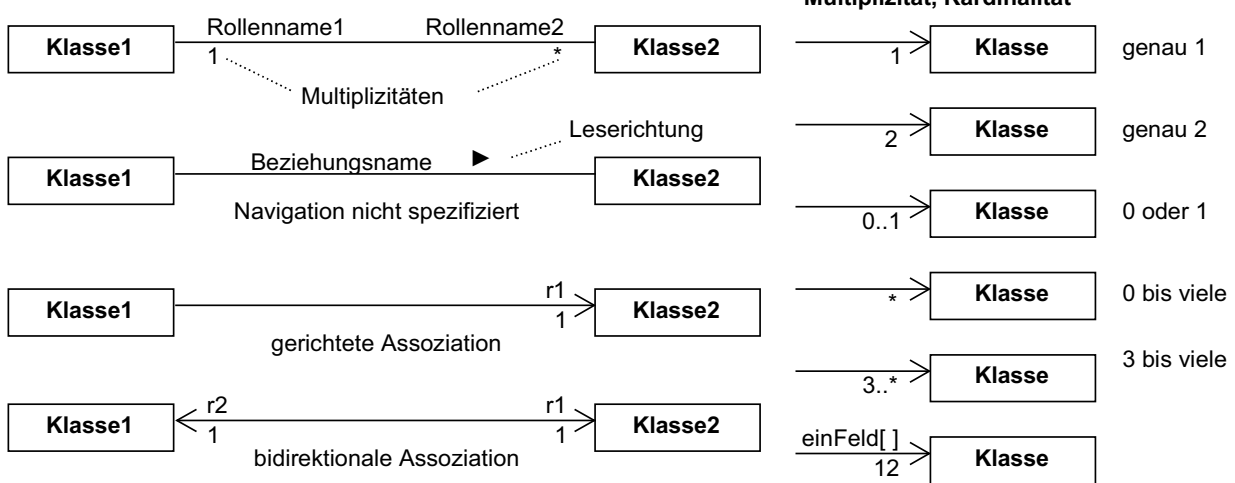 Multiplizität, Kardinalität
Rollenname1 Rollenname2
Klasse1 1 * Klasse2
Multiplizitäten
Leserichtung
Beziehungsname ►
Klasse1 Klasse2
Navigation nicht spezifiziert
r1
Klasse1 1 Klasse2
gerichtete Assoziation
r2 r1
Klasse1 1 1 Klasse2
bidirektionale Assoziation
1 Klasse genau 1
2 Klasse genau 2
0..1 Klasse 0 oder 1
* Klasse 0 bis viele
3..* Klasse 3 bis viele
einFeld[ ]
12 Klasse